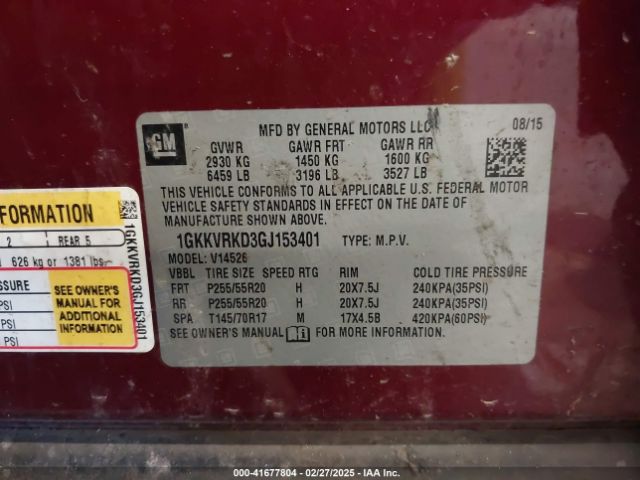 GM
MFD BY GENERAL MOTORS LLC
08/15
GVWR GAWR FRT GAWR RR
2930 KG 1450 KG 1600 KG
6459 LB 3196 LB 3527 LB
THIS VEHICLE CONFORMS TO ALL APPLICABLE U.S. FEDERAL MOTOR
VEHICLE SAFETY STANDARDS IN EFFECT ON THE DATE OF
MANUFACTURE SHOWN ABOVE.
1GKKVRKD3GJ153401 TYPE: M.P.V.
MODEL: V14526
VBBL TIRE SIZE SPEED RTG RIM COLD TIRE PRESSURE
FRT P255/55R20 H 20X7.5J 240KPA(35PSI)
RR P255/55R20 H 20X7.5J 240KPA(35PSI)
SPA T145/70R17 M 17X4.5B 420KPA(60PSI)
SEE OWNER'S MANUAL FOR MORE INFORMATION.
FORMATION
2 REAR 5
626 kg or 1381 lbs.
SSURE
PSI
PSI
PSI
SEE OWNER'S
MANUAL FOR
ADDITIONAL
INFORMATION
1GKKVRKD3GJ153401
OWNER: 0000 - 41677804 - 02/27/2025 - IAA Inc.